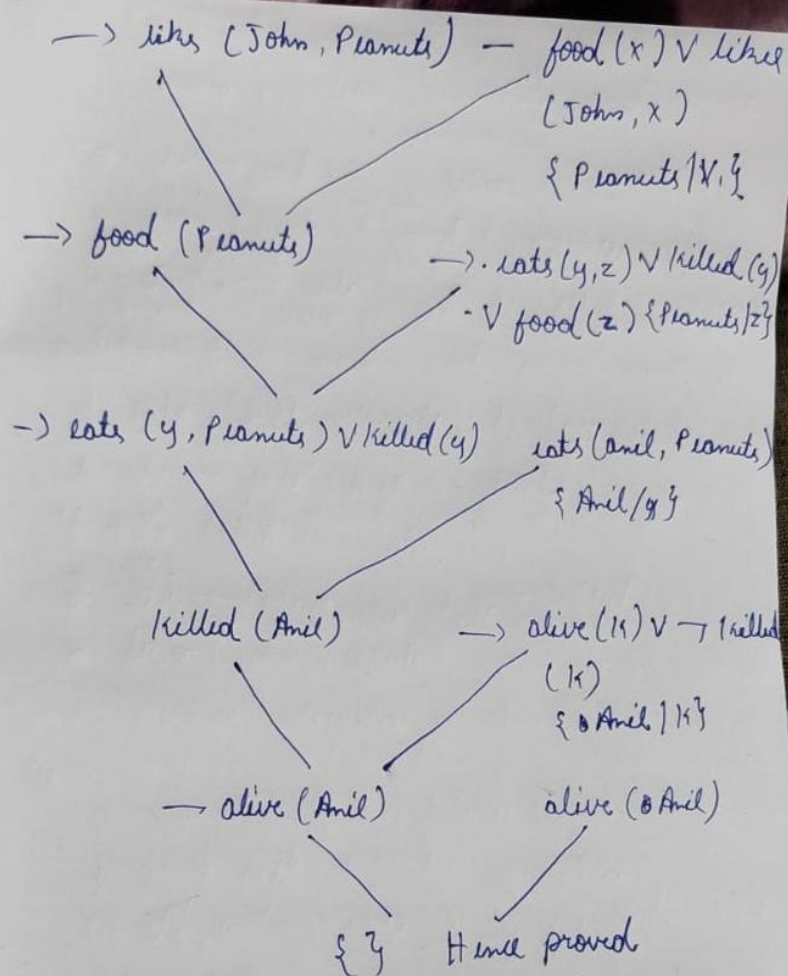 → likes (John, Peanuts) — food (x) V likes
(John, x)
{Peanuts/x}
→ food (Peanuts)
→ eats (y, z) V killed (y)
V food (z) {Peanuts/z}
→ eats (y, Peanuts) V killed (y) eats (anil, Peanuts)
{Anil/y}
killed (Anil) → alive (k) V ¬ killed
(k)
{Anil/k}
— alive (Anil) alive (Anil)
{ } Hence proved